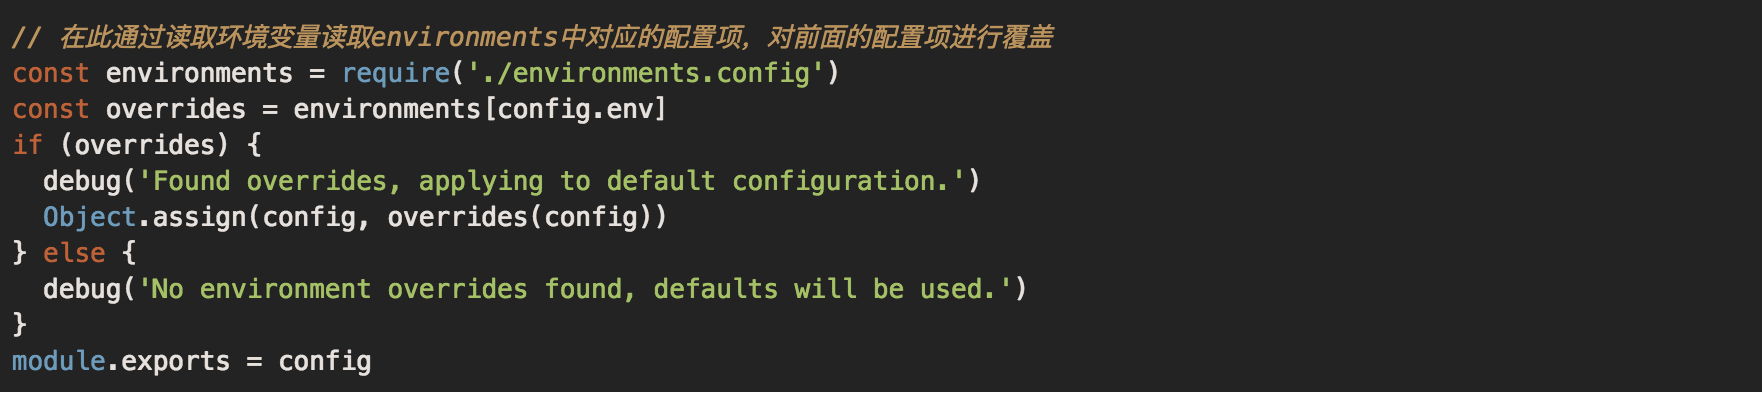 // 在此通过读取环境变量读取environments中对应的配置项，对前面的配置项进行覆盖
const environments = require('./environments.config')
const overrides = environments[config.env]
if (overrides) {
  debug('Found overrides, applying to default configuration.')
  Object.assign(config, overrides(config))
} else {
  debug('No environment overrides found, defaults will be used.')
}
module.exports = config